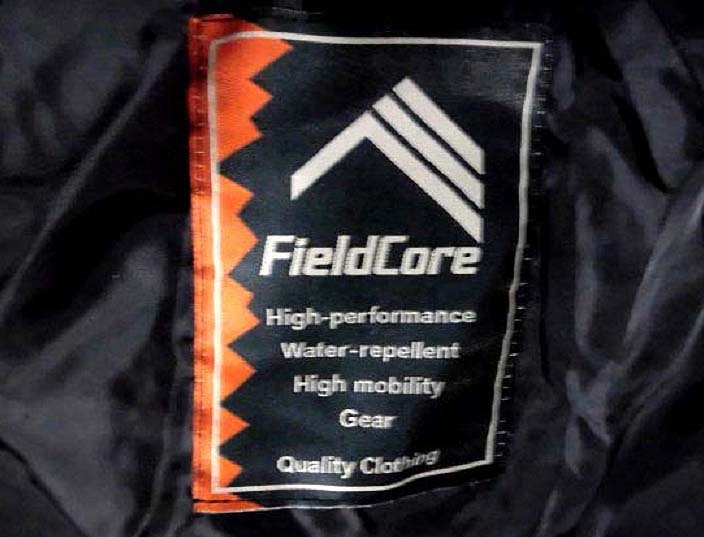 FieldCore
High-performance
Water-repellent
High mobility
Gear
Quality Clothing